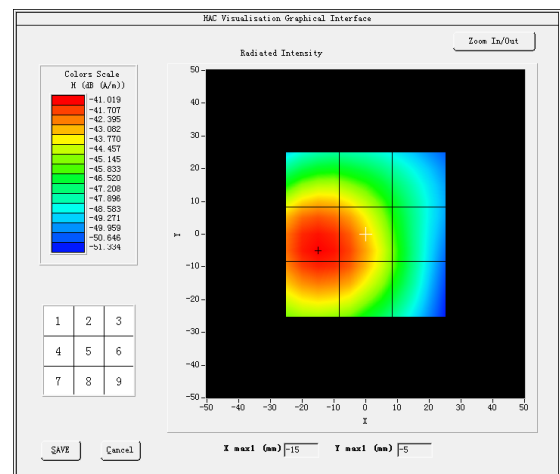 HAC Visualisation Graphical Interface
Zoom In/Out
Radiated Intensity
Colors Scale
H (dB (A/m))
-41.019
-41.707
-42.395
-43.082
-43.770
-44.457
-45.145
-45.833
-46.520
-47.208
-47.896
-48.583
-49.271
-49.959
-50.646
-51.334
50
40
30
20
10
0
-10
-20
-30
-40
-50
Y
-50 -40 -30 -20 -10 0 10 20 30 40 50
X
1 2 3
4 5 6
7 8 9
SAVE Cancel
X max1 (mm) -15 Y max1 (mm) -5